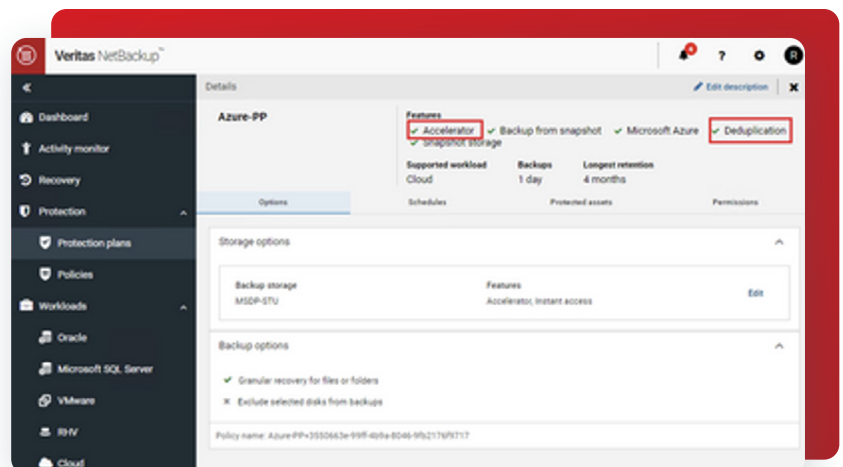 Veritas NetBackup™
?
R
«
Details
Edit description
Dashboard
Activity monitor
Recovery
Protection
Protection plans
Policies
Workloads
Oracle
Microsoft SQL Server
VMware
RHV
Cloud
Azure-PP
Features
Accelerator
Backup from snapshot
Microsoft Azure
Deduplication
Snapshot storage
Supported workload
Backups
Longest retention
Cloud
1 day
4 months
Options
Schedules
Protected assets
Permissions
Storage options
Backup storage
Features
MSDP-STU
Accelerator, Instant access
Edit
Backup options
Granular recovery for files or folders
Exclude selected disks from backups
Policy name: